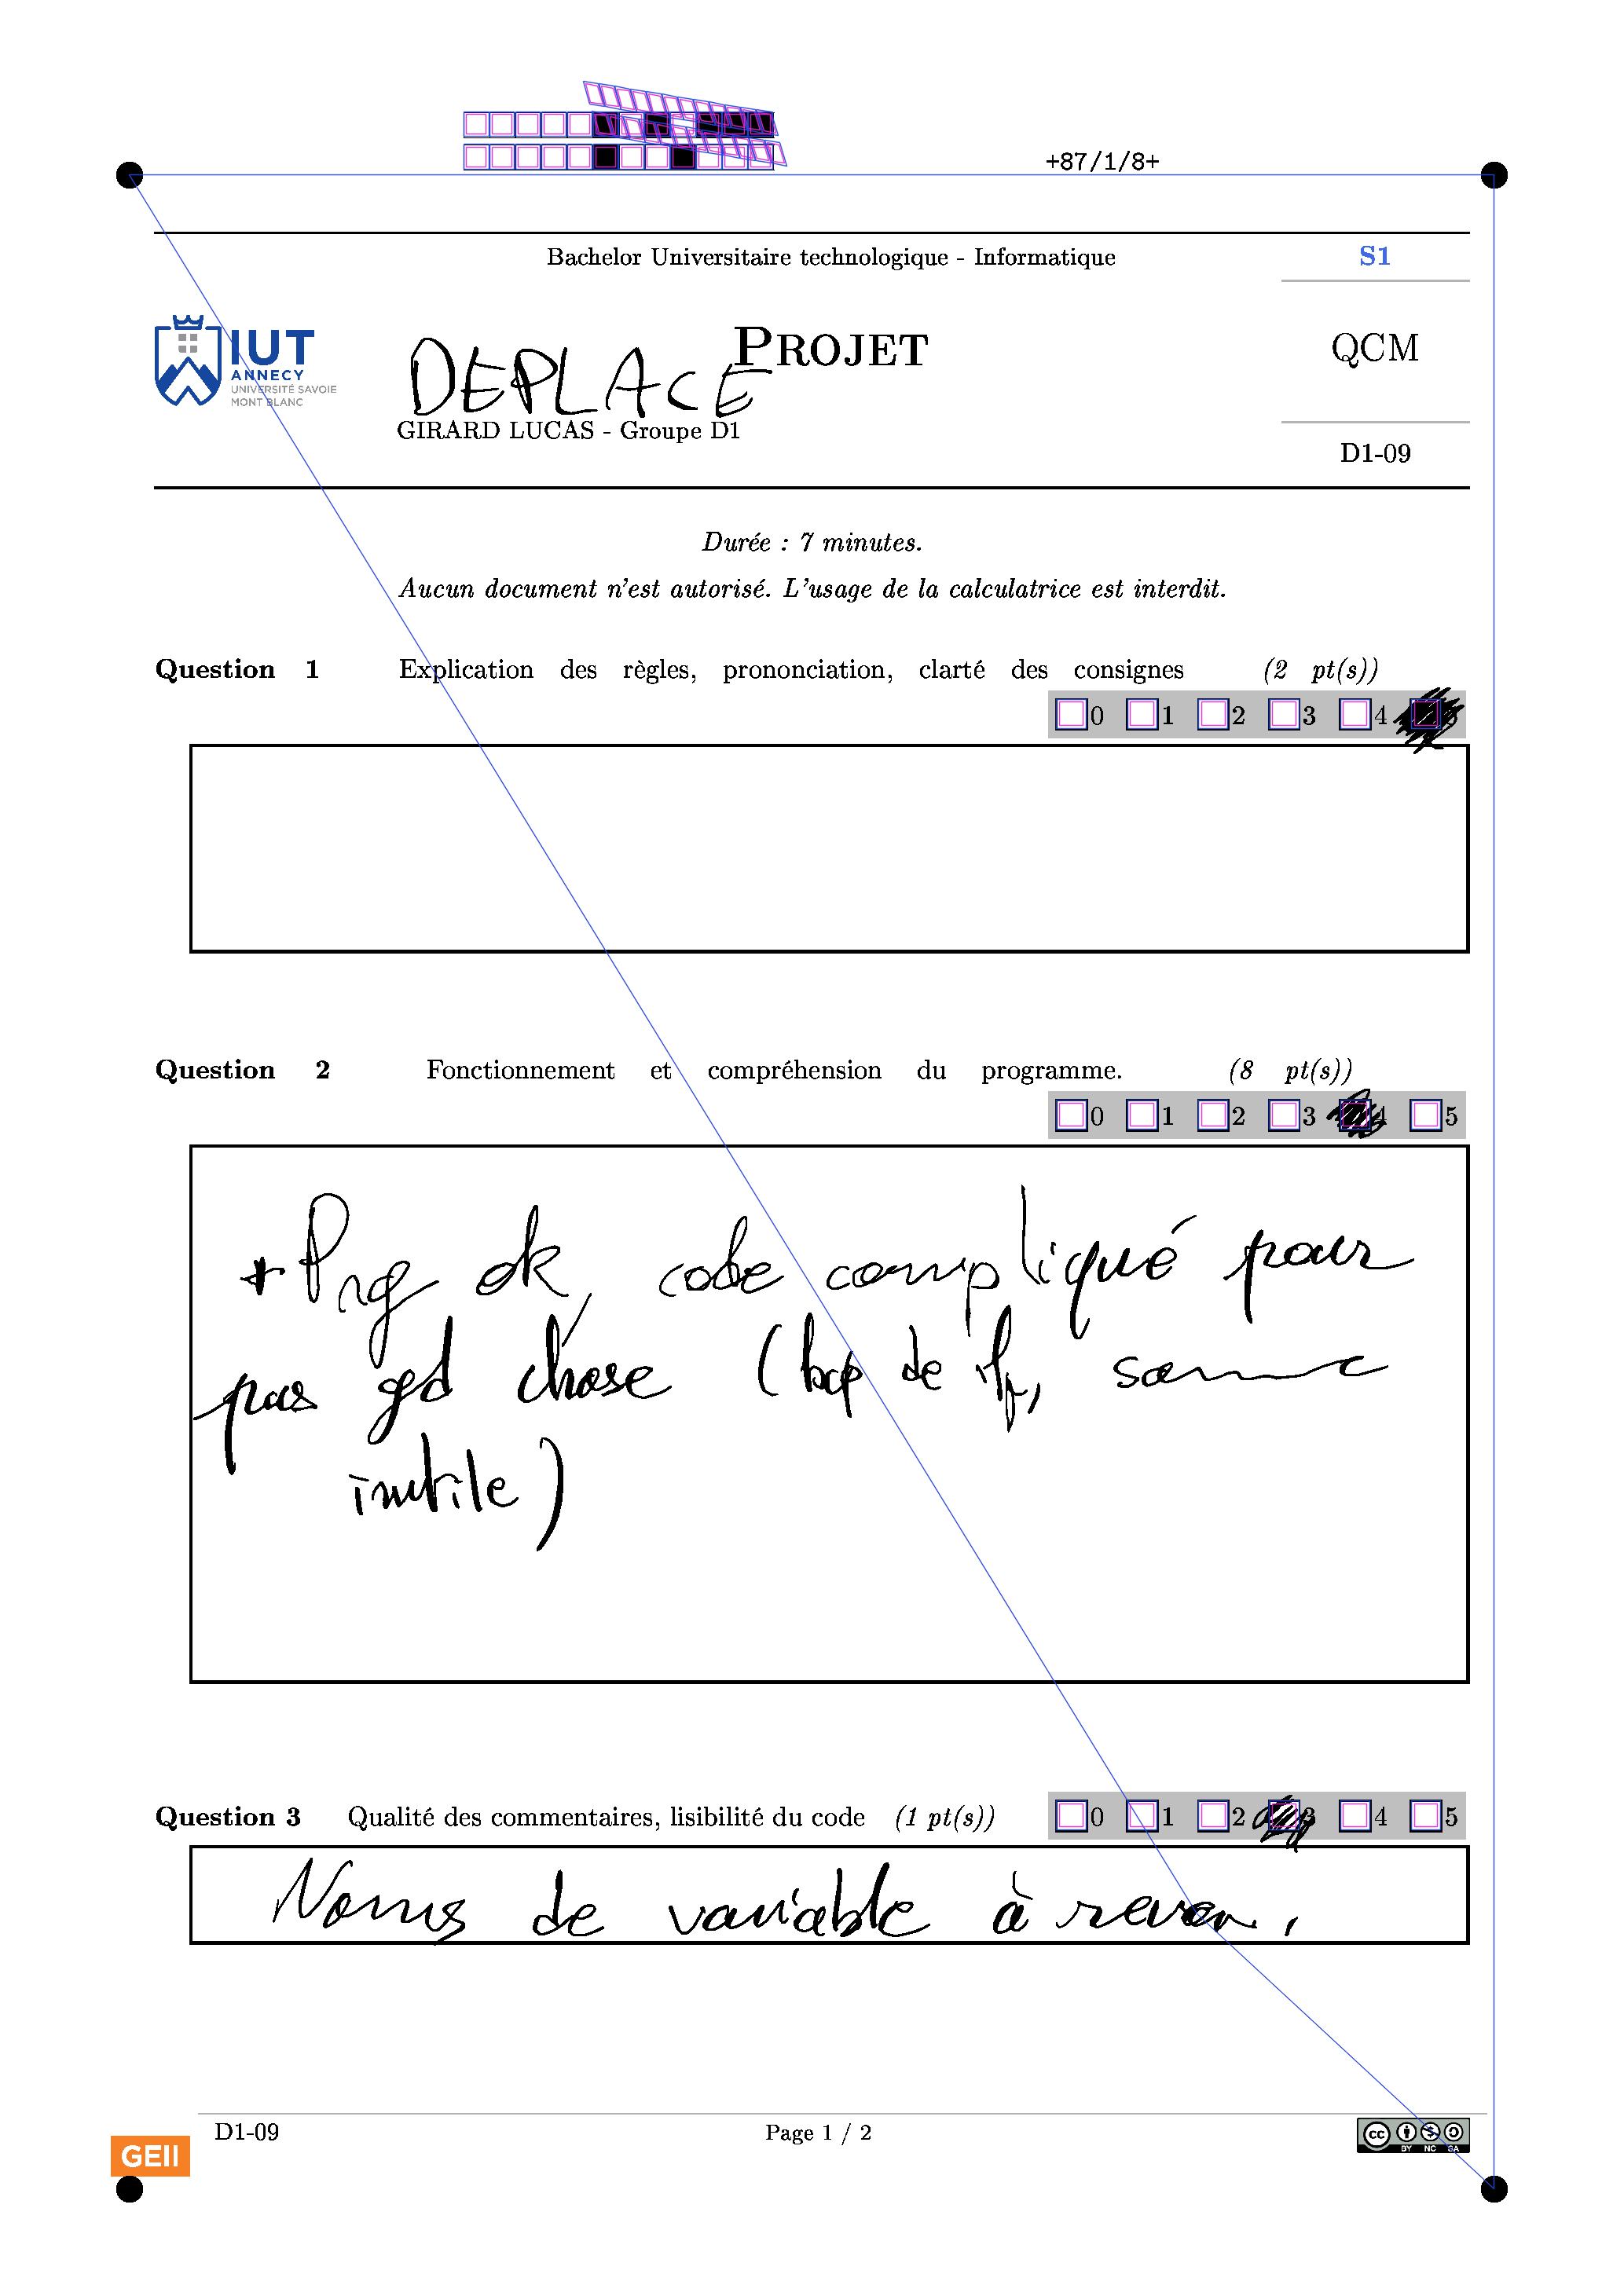 +87/1/8+
Bachelor Universitaire technologique - Informatique
S1
IUT
ANNECY
UNIVERSITÉ SAVOIE
MONT BLANC
PROJET
QCM
DEPLACE
GIRARD LUCAS - Groupe D1
D1-09
Durée : 7 minutes.
Aucun document n'est autorisé. L'usage de la calculatrice est interdit.
Question 1 Explication des règles, prononciation, clarté des consignes (2 pt(s))
0 1 2 3 4
Question 2 Fonctionnement et compréhension du programme. (8 pt(s))
0 1 2 3 4 5
+ Prg ok, code compliqué pour
pas gd chose (bcp de if,
inutile)
Question 3 Qualité des commentaires, lisibilité du code (1 pt(s))
0 1 2 3 4 5
Noms de variable à
D1-09
Page 1 / 2
GEII
cc
BY NC SA